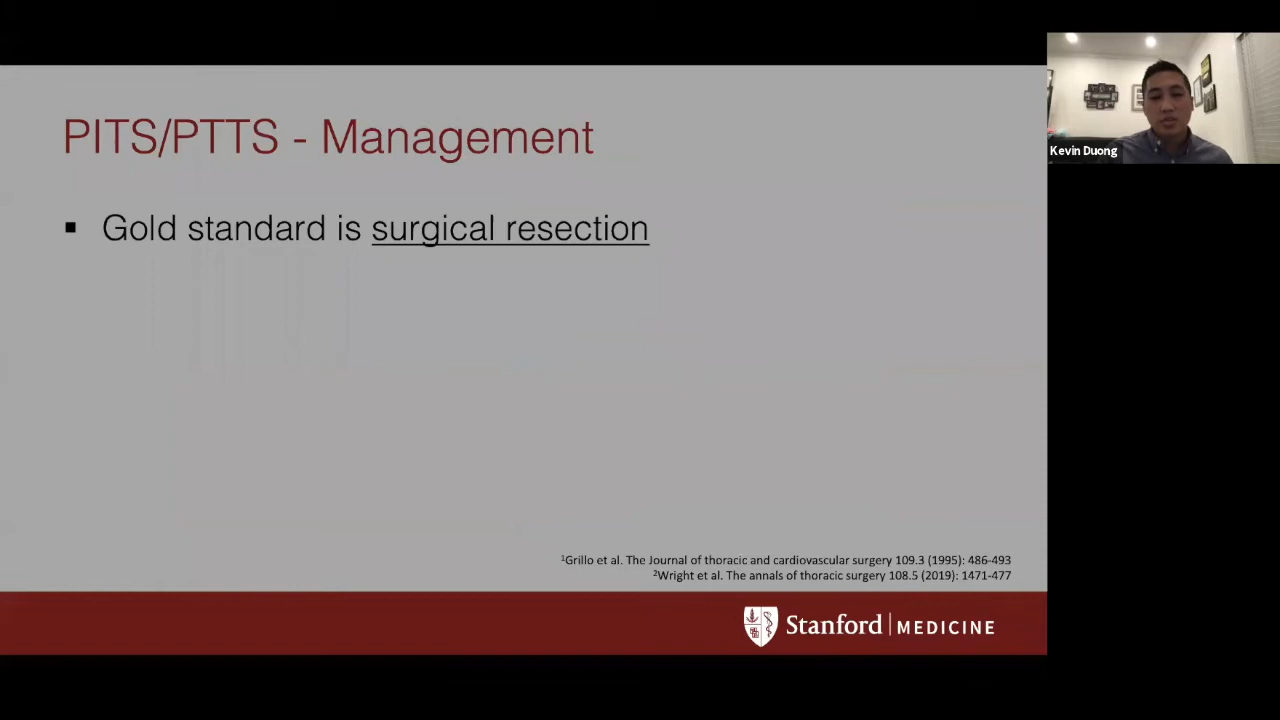 PITS/PTTS - Management
▪ Gold standard is surgical resection
¹Grillo et al. The Journal of thoracic and cardiovascular surgery 109.3 (1995): 486-493
²Wright et al. The annals of thoracic surgery 108.5 (2019): 1471-477
Stanford MEDICINE
Kevin Duong